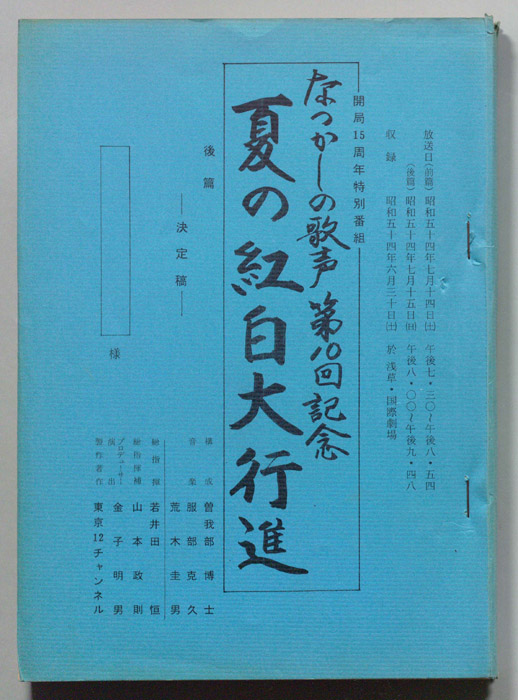 放送日(前篇)昭和五十四年七月十四日(土) 午後七・三〇～午後八・五四
(後篇)昭和五十四年七月十五日(日) 午後八・〇〇～午後九・四八
収録 昭和五十四年六月三十日(土) 於 浅草・国際劇場
開局15周年特別番組
なつかしの歌声 第10回記念
夏の紅白大行進
後篇
―決定稿―
様
構成 曽我部博士
音楽 服部克久
荒木圭男
総指揮 若井田恒
総指揮補 山本政則
プロデューサー
演出 金子明男
製作著作 東京12チャンネル